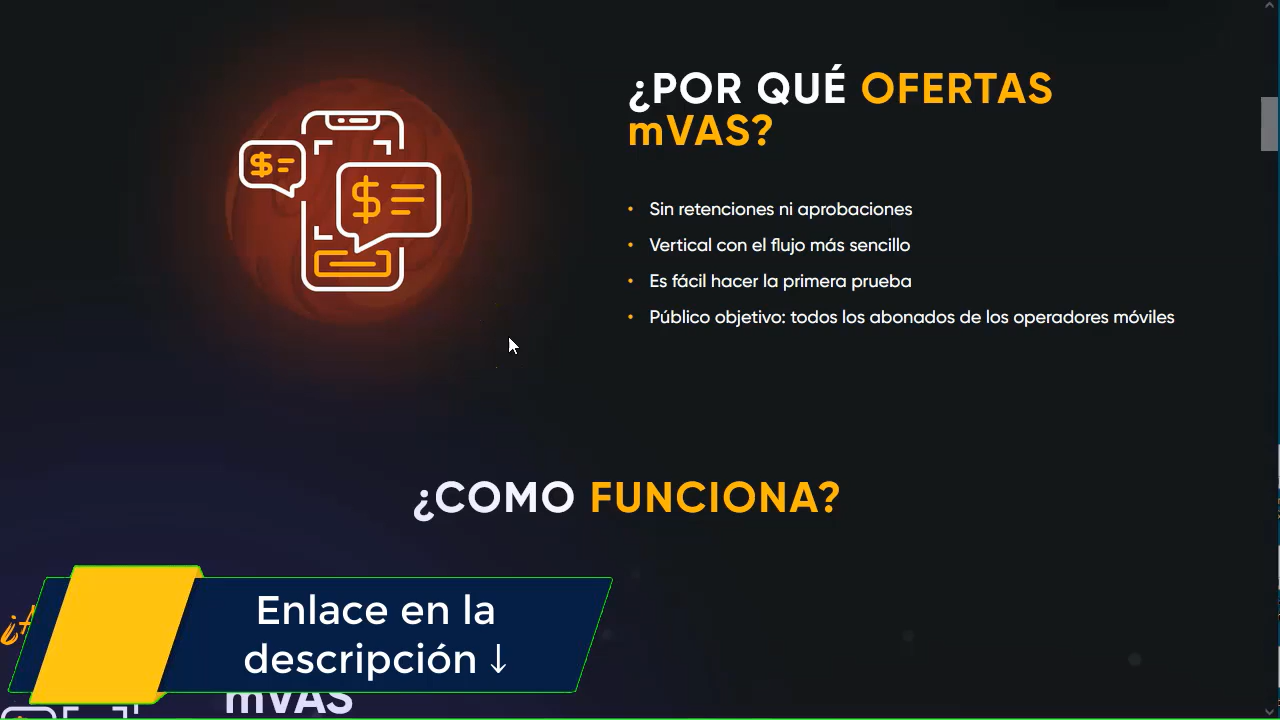 ¿POR QUÉ OFERTAS
mVAS?
$
$
• Sin retenciones ni aprobaciones
• Vertical con el flujo más sencillo
• Es fácil hacer la primera prueba
• Público objetivo: todos los abonados de los operadores móviles
¿COMO FUNCIONA?
Enlace en la
descripción ↓
mVAS